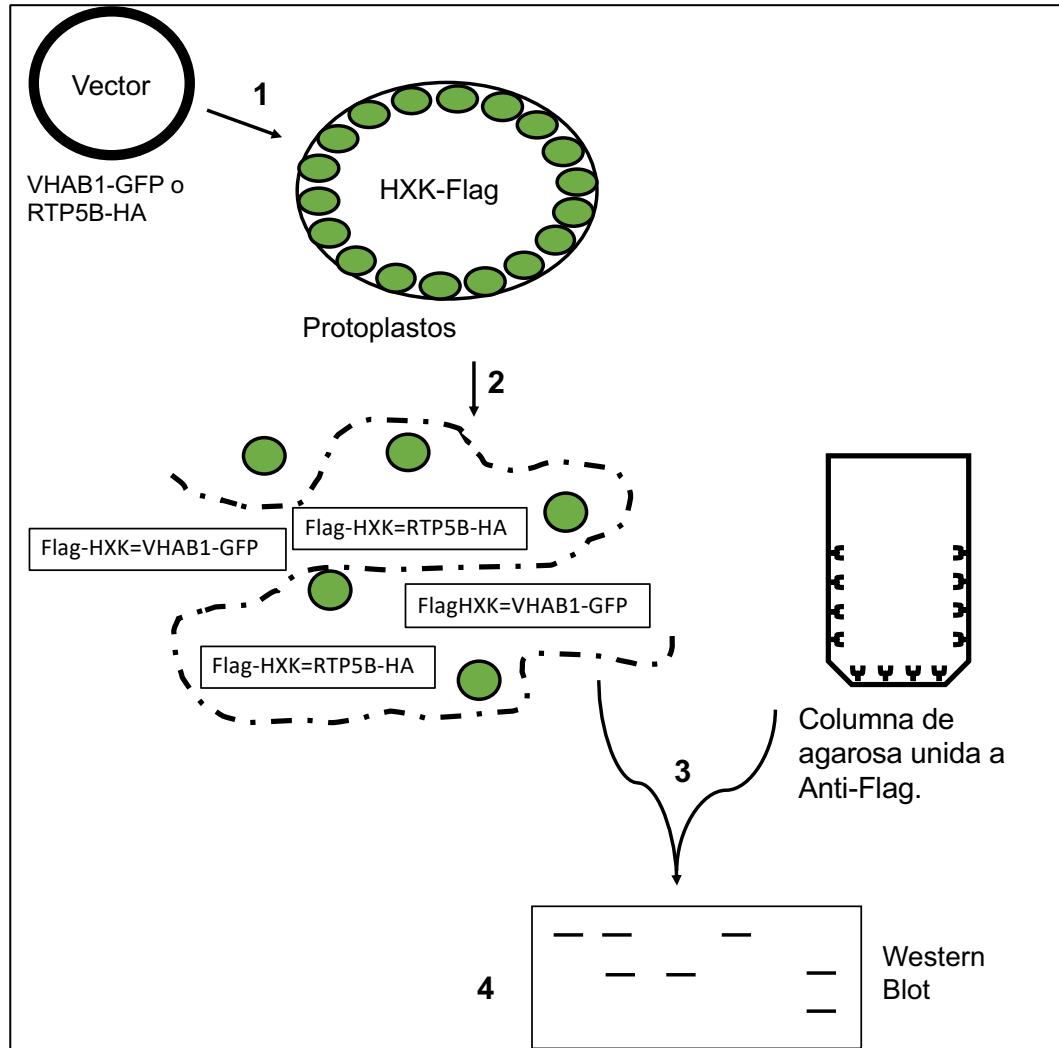 Vector
1
VHAB1-GFP o
RTP5B-HA
HXK-Flag
Protoplastos
2
Flag-HXK=RTP5B-HA
Flag-HXK=VHAB1-GFP
FlagHXK=VHAB1-GFP
Flag-HXK=RTP5B-HA
Columna de
agarosa unida a
Anti-Flag.
3
4
Western
Blot